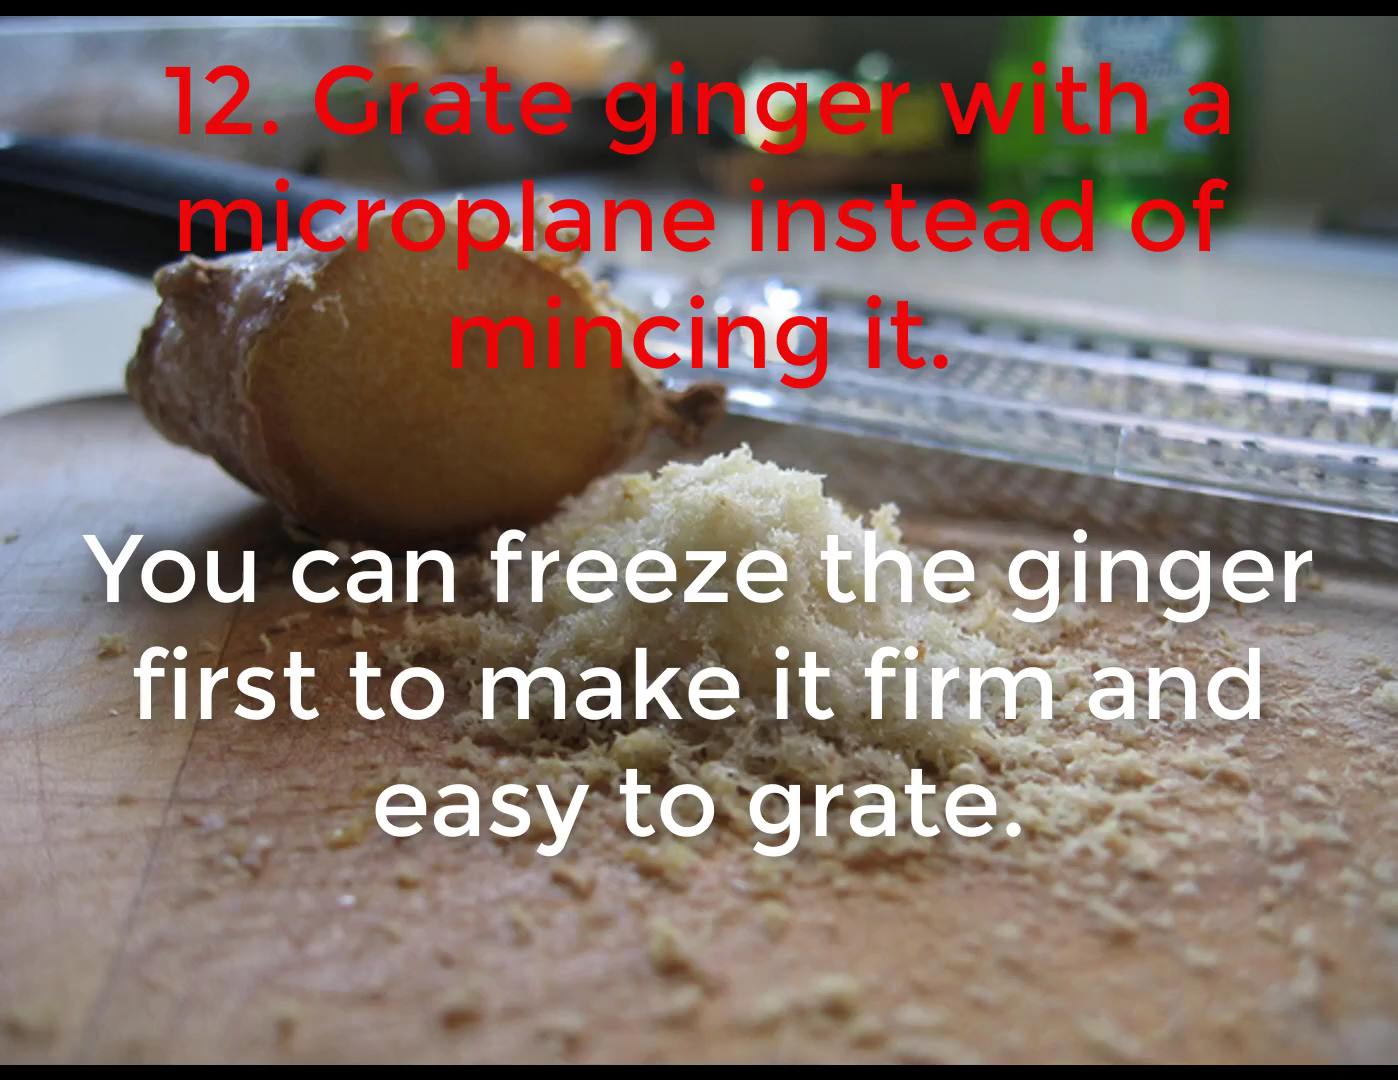 12. Grate ginger with a
microplane instead of
mincing it.
You can freeze the ginger
first to make it firm and
easy to grate.